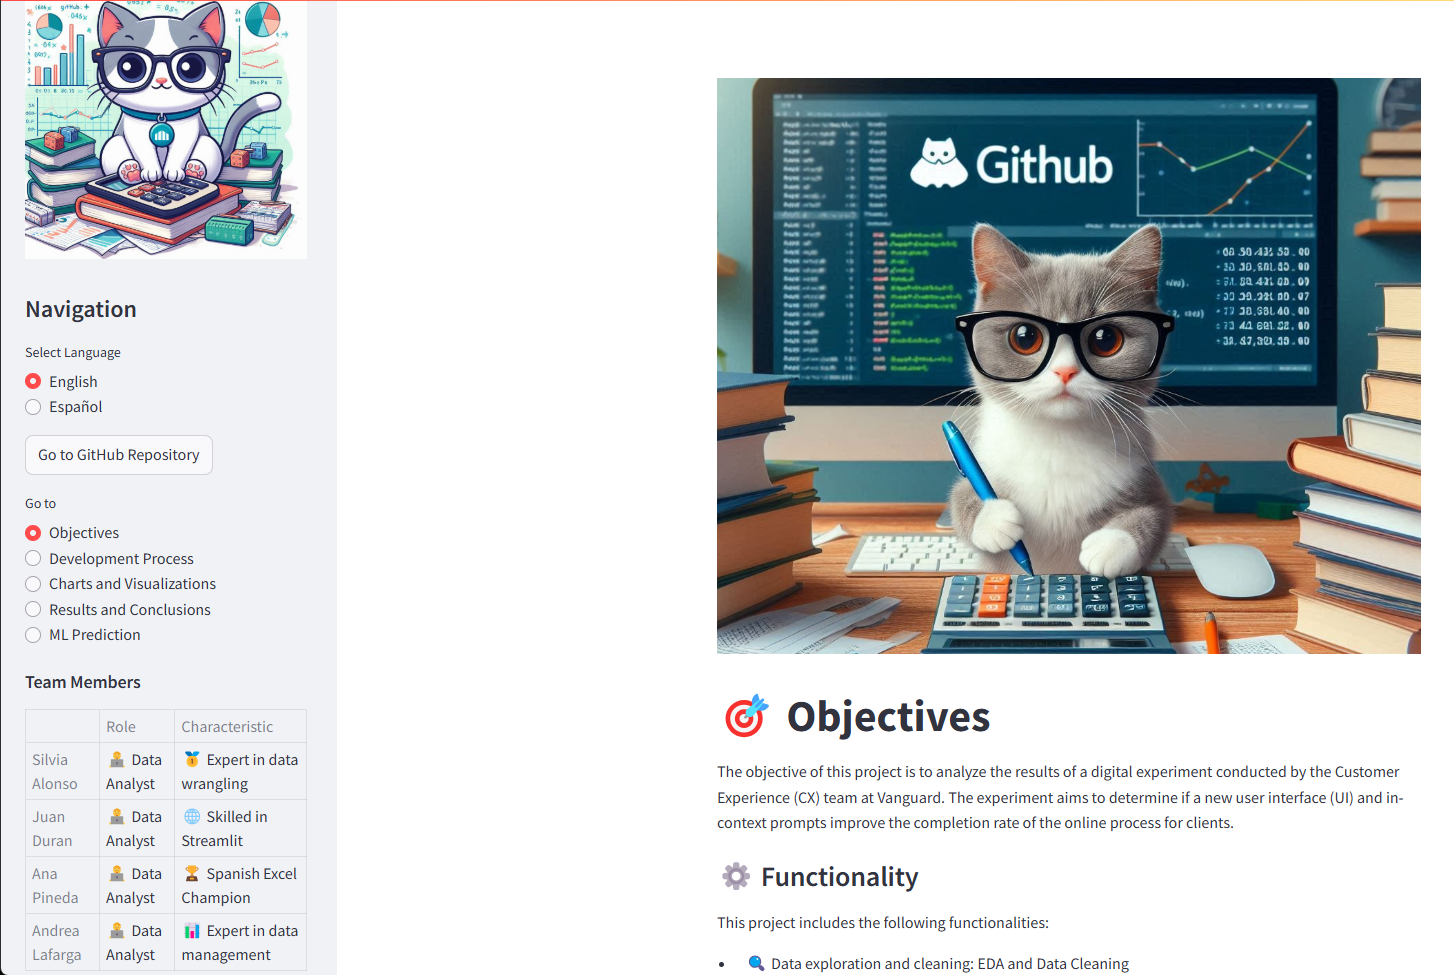 Navigation
Select Language
English
Español
Go to GitHub Repository
Go to
Objectives
Development Process
Charts and Visualizations
Results and Conclusions
ML Prediction
Team Members
Role Characteristic
Silvia Alonso Data Analyst Expert in data wrangling
Juan Duran Data Analyst Skilled in Streamlit
Ana Pineda Data Analyst Spanish Excel Champion
Andrea Lafarga Data Analyst Expert in data management
Github
Objectives
The objective of this project is to analyze the results of a digital experiment conducted by the Customer
Experience (CX) team at Vanguard. The experiment aims to determine if a new user interface (UI) and in-
context prompts improve the completion rate of the online process for clients.
Functionality
This project includes the following functionalities:
• Data exploration and cleaning: EDA and Data Cleaning